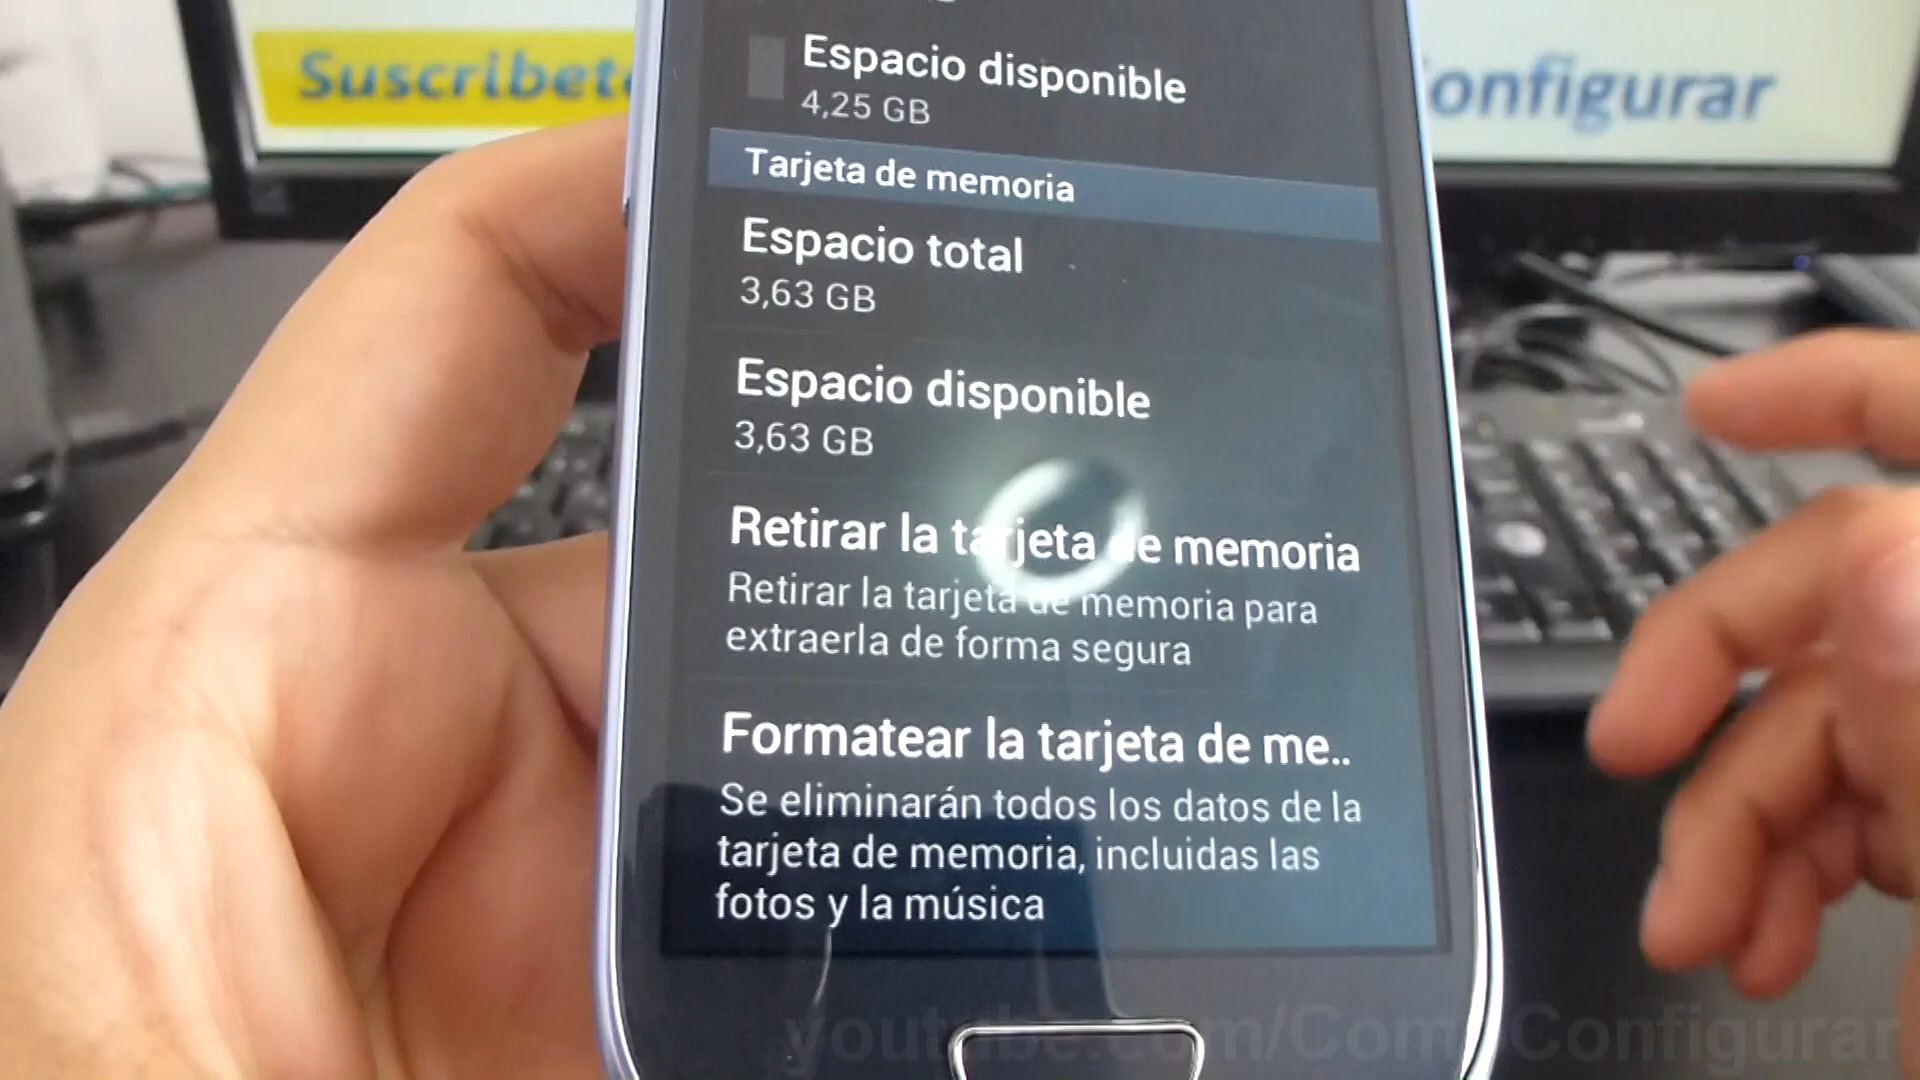 Suscribete
onfigurar
Espacio disponible
4,25 GB
Tarjeta de memoria
Espacio total
3,63 GB
Espacio disponible
3,63 GB
Retirar la tarjeta de memoria
Retirar la tarjeta de memoria para
extraerla de forma segura
Formatear la tarjeta de me..
Se eliminarán todos los datos de la
tarjeta de memoria, incluidas las
fotos y la música
youtube.com/ComoConfigurar